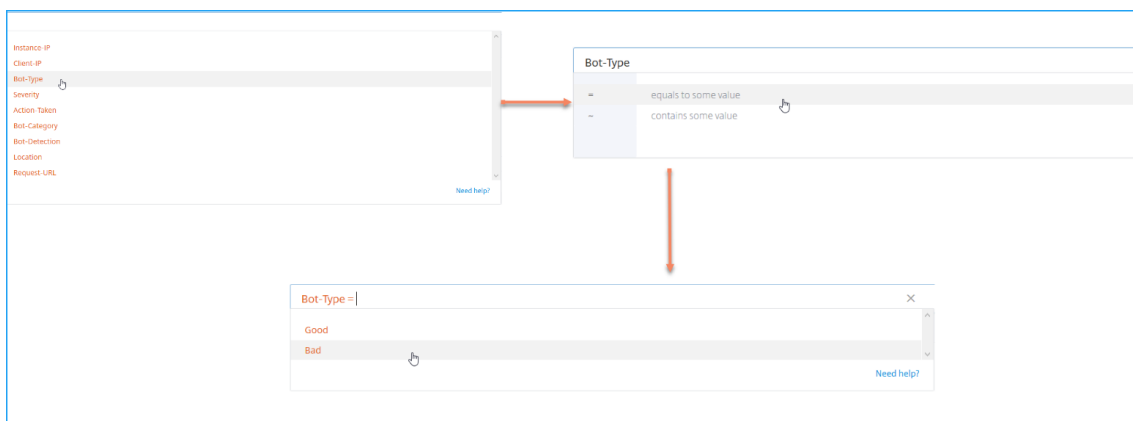 Instance-IP
Client-IP
Bot-Type
Severity
Action-Taken
Bot-Category
Bot-Detection
Location
Request-URL
Need help?
Bot-Type
= equals to some value
~ contains some value
Bot-Type =
Good
Bad
Need help?